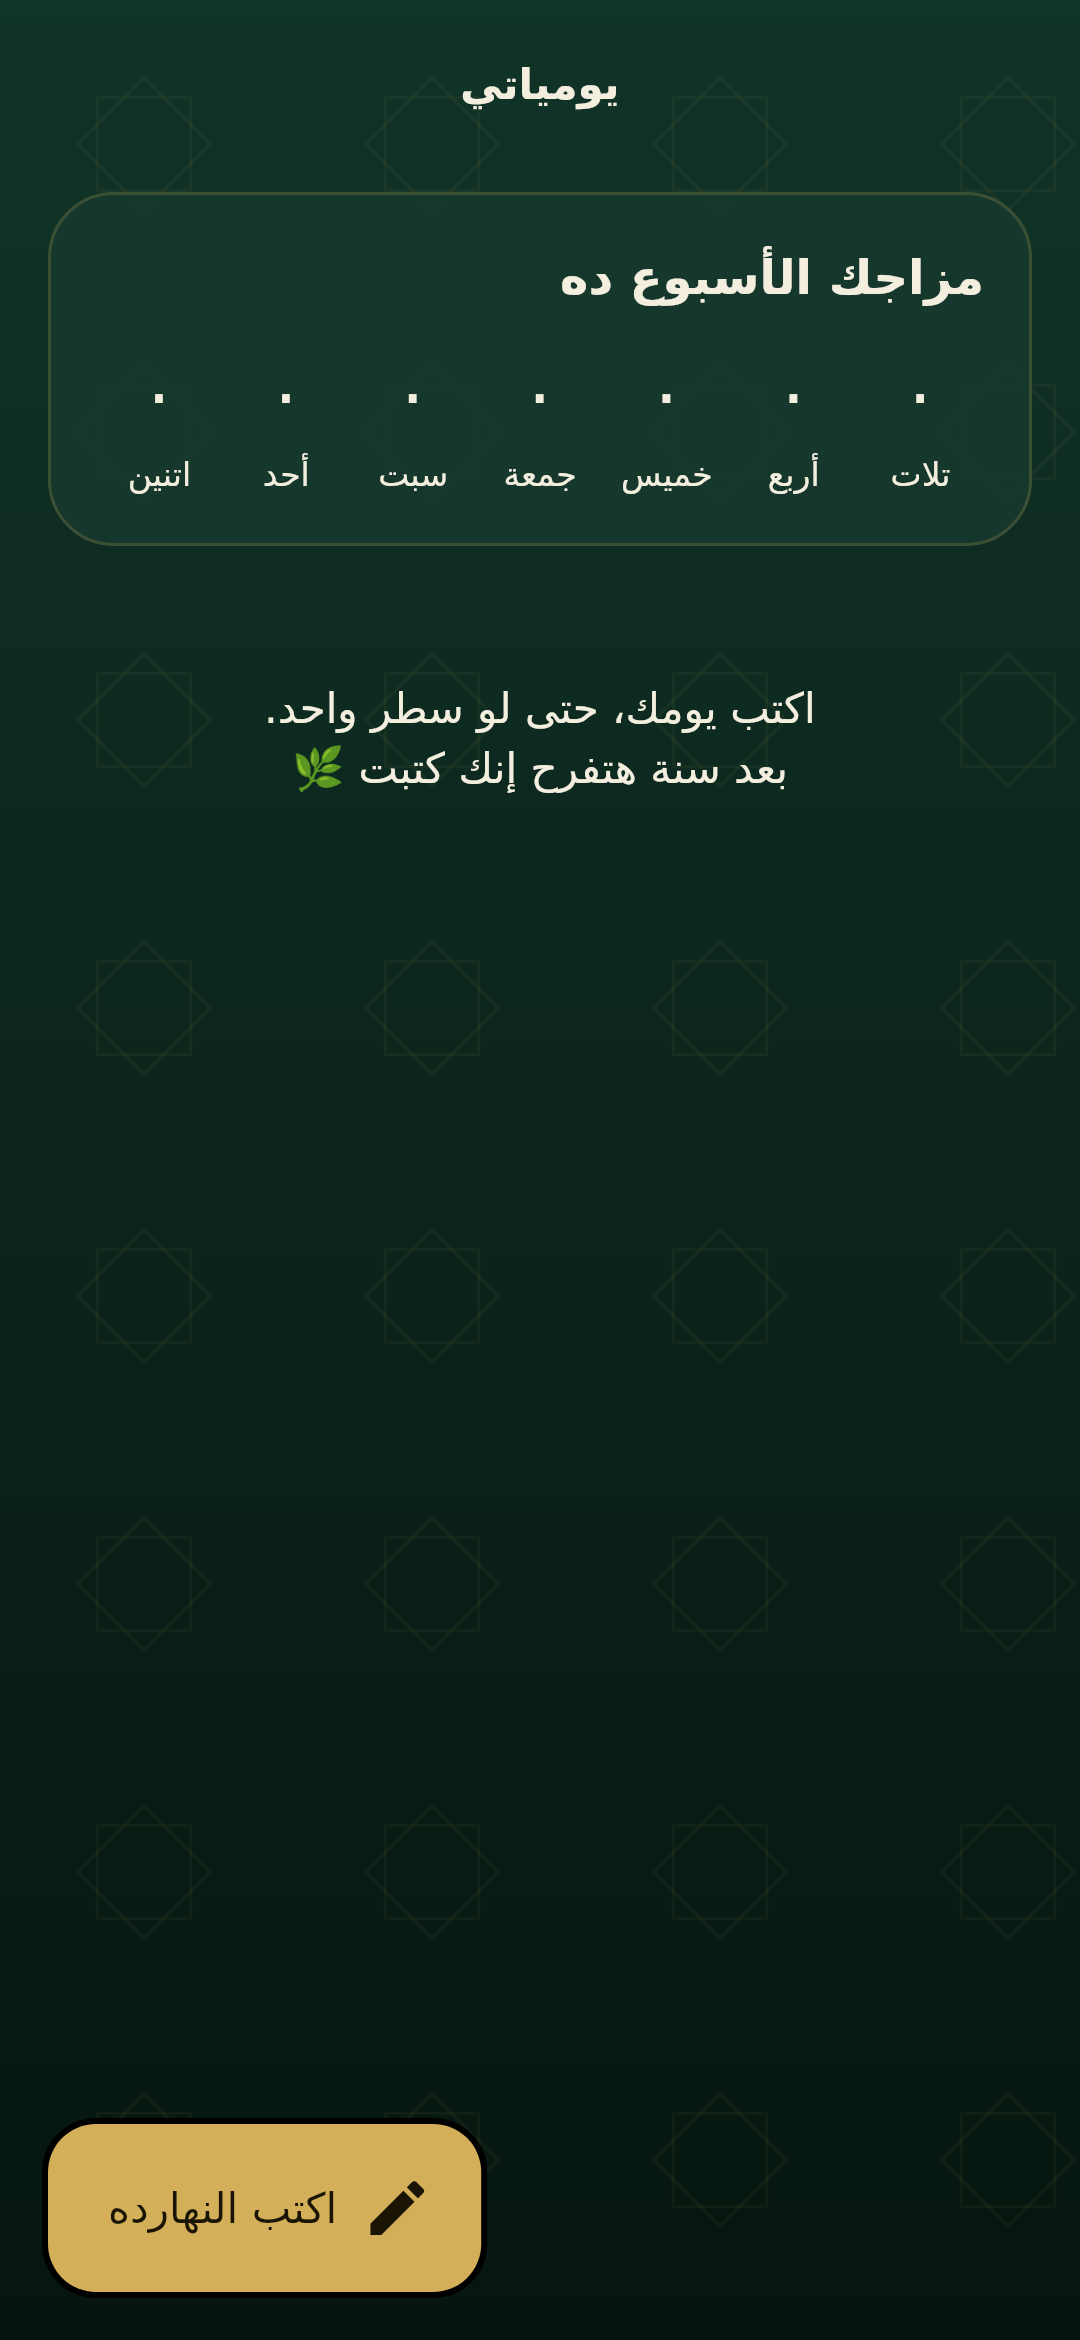 يومياتي
مزاجك الأسبوع ده
· · · · · · ·
تلات أربع خميس جمعة سبت أحد اتنين
اكتب يومك، حتى لو سطر واحد.
بعد سنة هتفرح إنك كتبت 🌿
اكتب النهارده